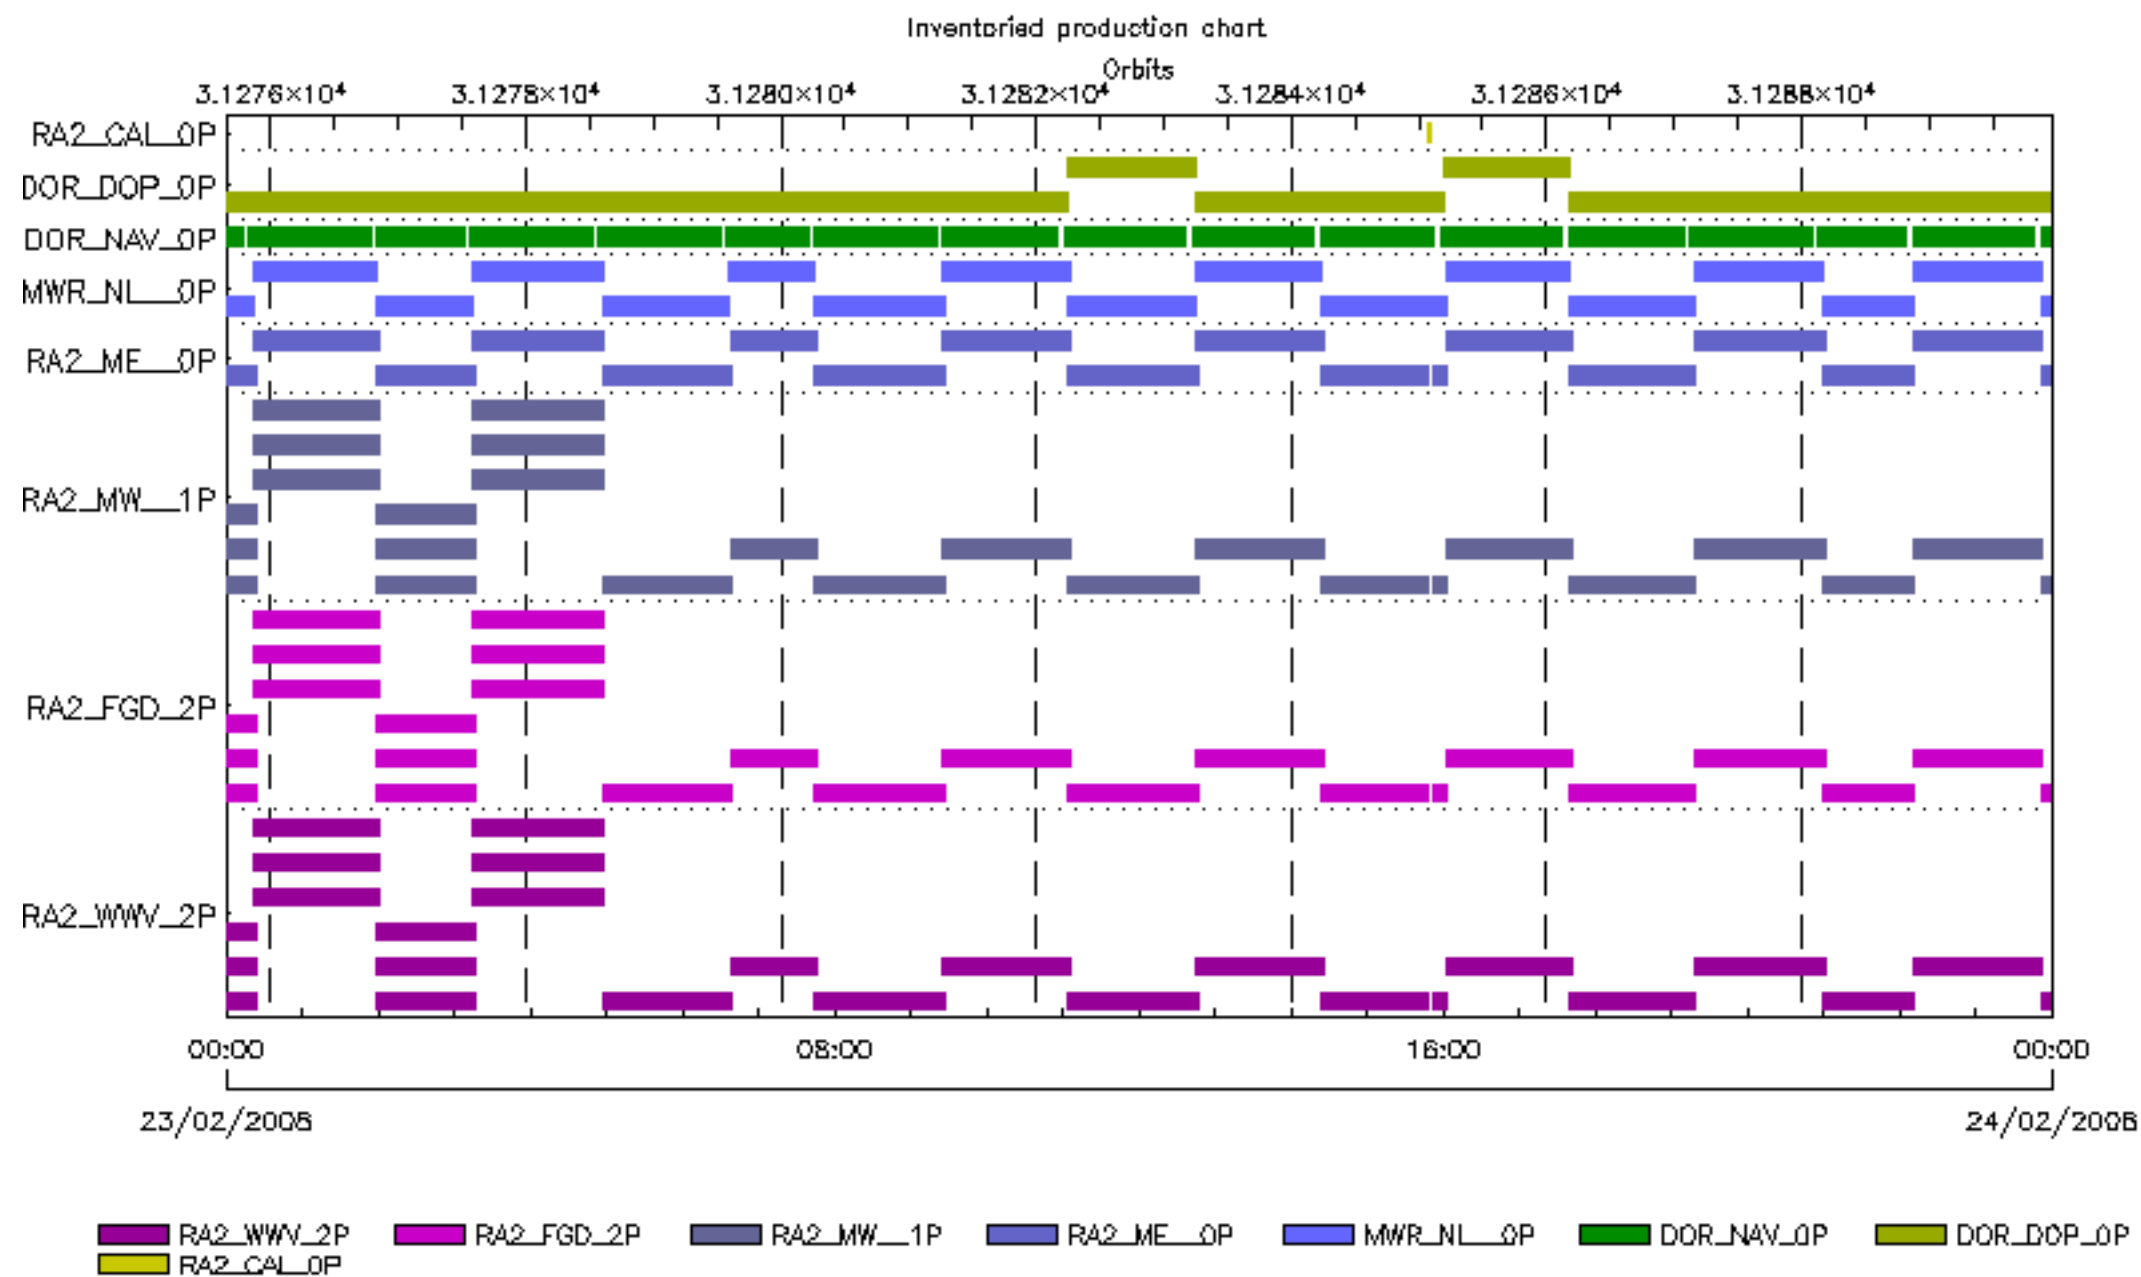 Inventoried production chart
Orbits
3.1276×10⁴ 3.1278×10⁴ 3.1280×10⁴ 3.1282×10⁴ 3.1284×10⁴ 3.1286×10⁴ 3.1288×10⁴
RA2_CAL_0P
DOR_DOP_0P
DOR_NAV_0P
MWR_NL__0P
RA2_ME__0P
RA2_MW__1P
RA2_FGD_2P
RA2_WWV_2P
00:00 08:00 16:00 00:00
23/02/2008 24/02/2008
RA2_WWV_2P RA2_FGD_2P RA2_MW__1P RA2_ME__0P MWR_NL__0P DOR_NAV_0P DOR_DOP_0P
RA2_CAL_0P